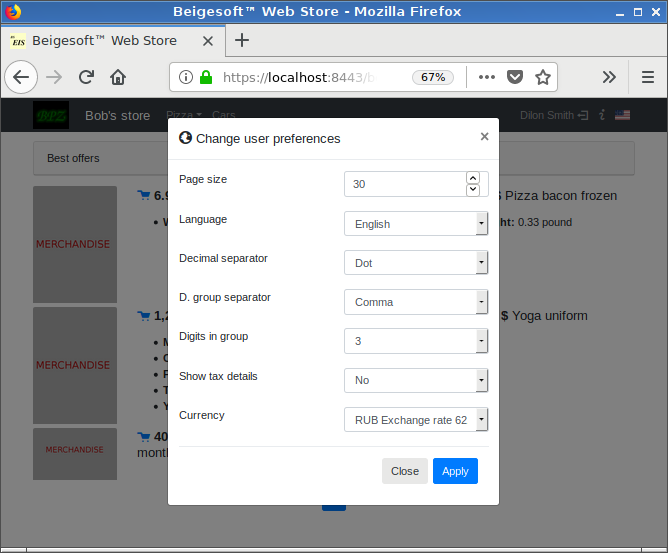 Beigesoft™ Web Store - Mozilla Firefox
EIS Beigesoft™ Web Store
https://localhost:8443/b 67%
Bob's store Pizza Cars Dilon Smith
Change user preferences ×
Best offers
Page size 30
Language English
Decimal separator Dot
D. group separator Comma
Digits in group 3
Show tax details No
Currency RUB Exchange rate 62
Close Apply
MERCHANDISE 6.9 Pizza bacon frozen
W ht: 0.33 pound
MERCHANDISE 1,2 $ Yoga uniform
MERCHANDISE 40
month